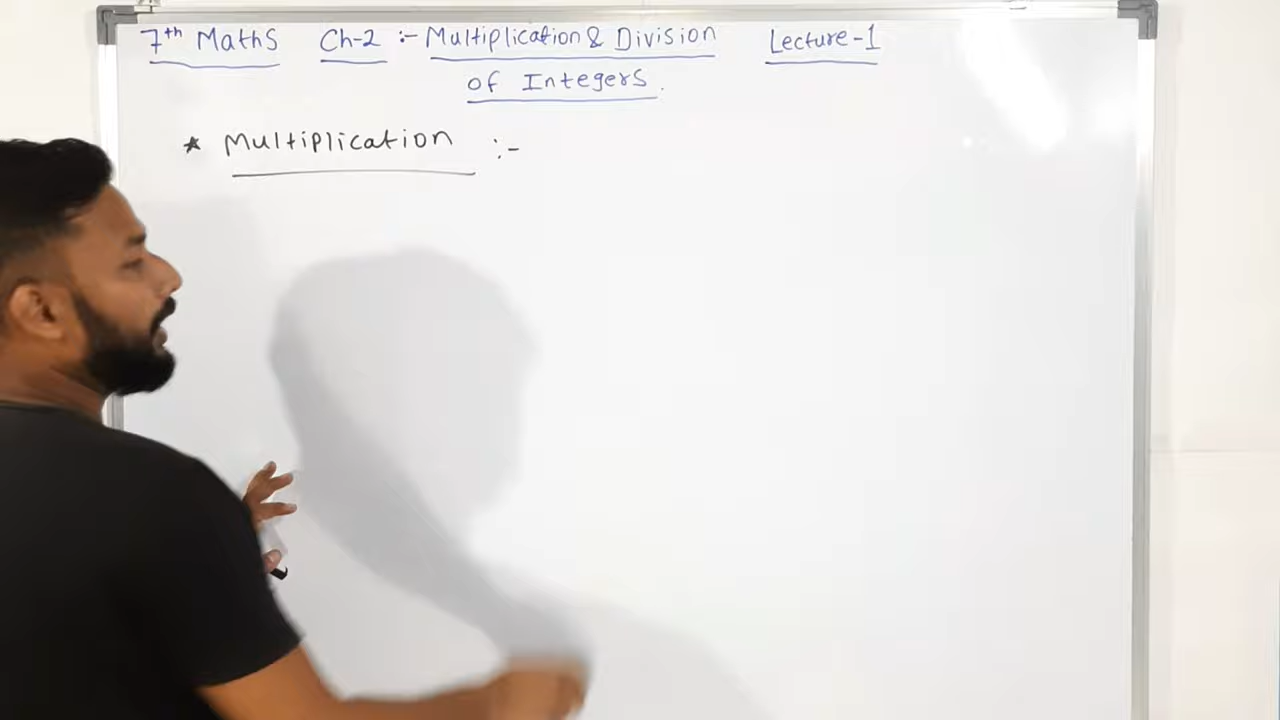 7th Maths Ch-2 :- Multiplication & Division Lecture-1
of Integers.
* Multiplication :-